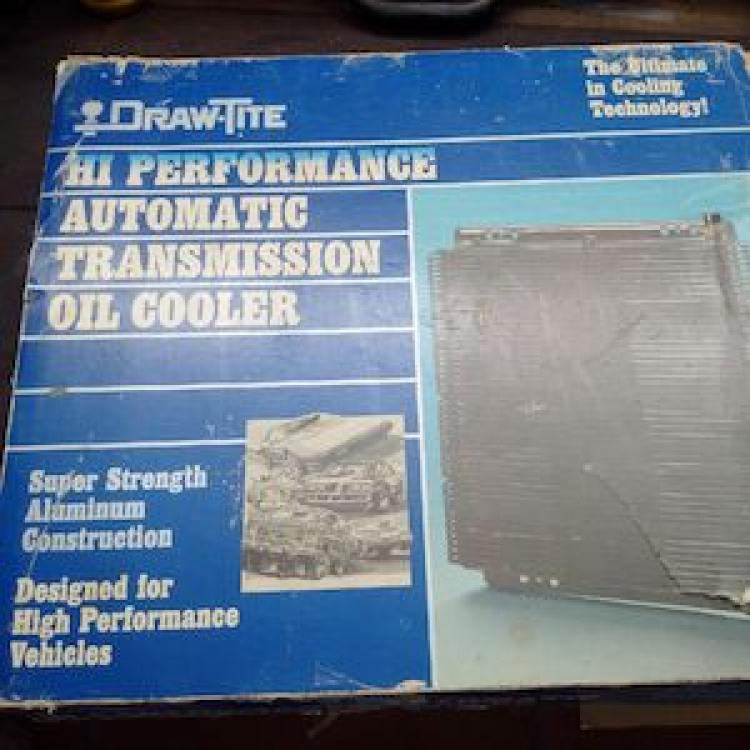 DRAW-TITE
The Ultimate
in Cooling
Technology!
HI PERFORMANCE
AUTOMATIC
TRANSMISSION
OIL COOLER
Super Strength
Aluminum
Construction
Designed for
High Performance
Vehicles